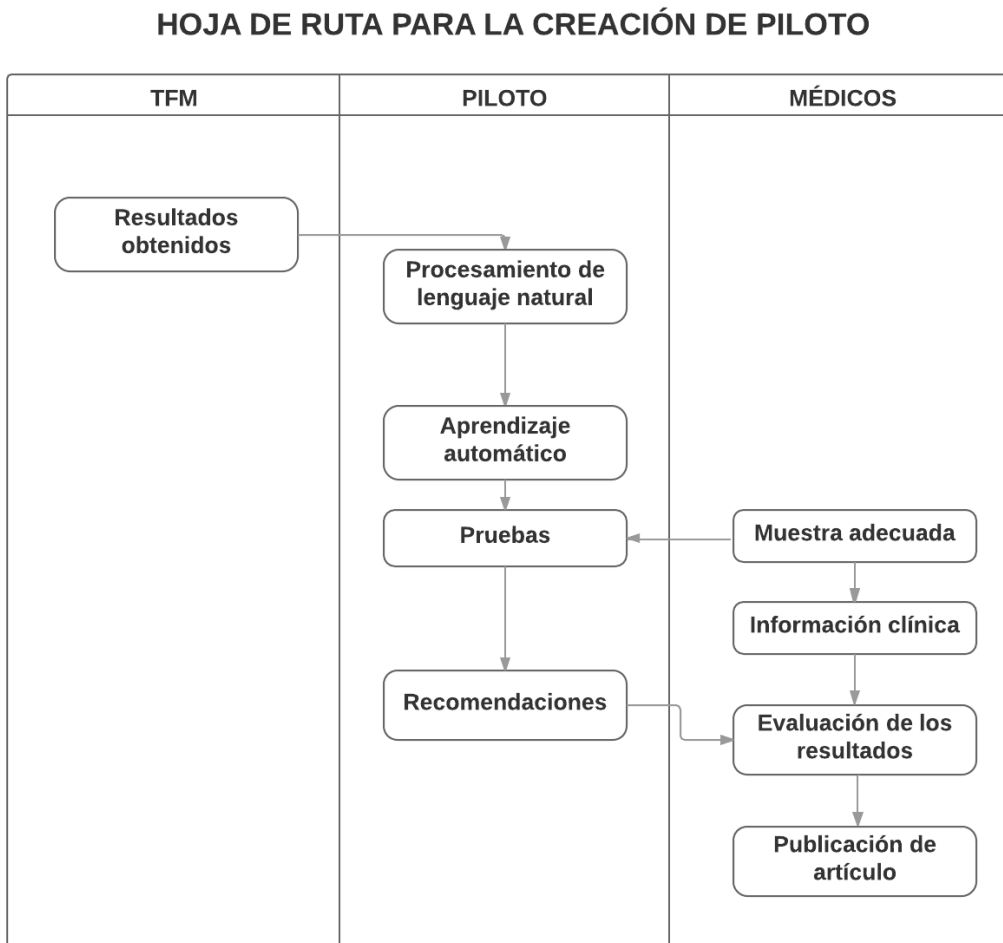 HOJA DE RUTA PARA LA CREACIÓN DE PILOTO
TFM
PILOTO
MÉDICOS
Resultados
obtenidos
Procesamiento de
lenguaje natural
Aprendizaje
automático
Pruebas
Muestra adecuada
Información clínica
Recomendaciones
Evaluación de los
resultados
Publicación de
artículo